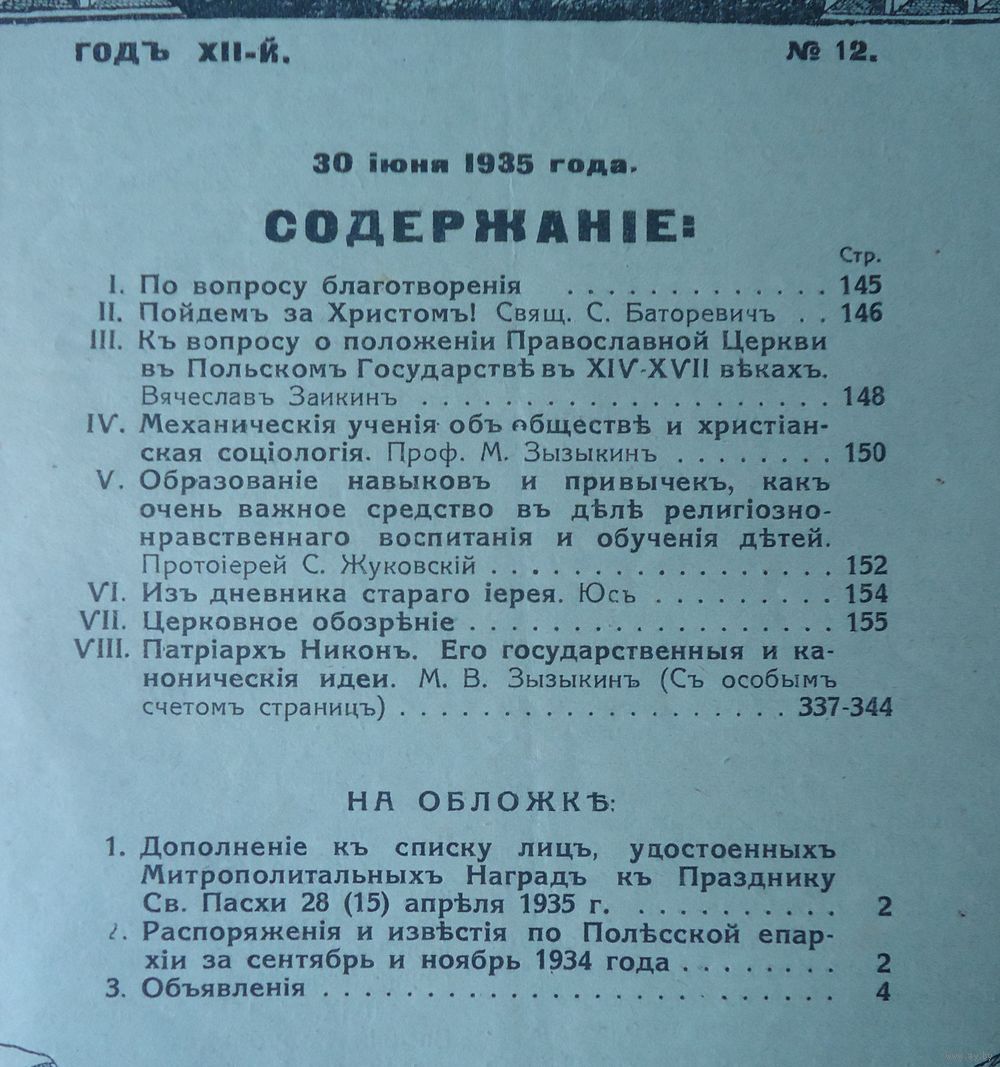 ГОДЪ XII-Й. № 12.
30 іюня 1935 года.
СОДЕРЖАНІЕ:
Стр.
I. По вопросу благотворенія . . . . . . . . . . . . . 145
II. Пойдемъ за Христомъ! Свящ. С. Баторевичъ . . 146
III. Къ вопросу о положеніи Православной Церкви
въ Польскомъ Государствѣ въ XIV-XVII вѣкахъ.
Вячеславъ Заикинъ . . . . . . . . . . . . . . . . . . . 148
IV. Механическія ученія объ обществѣ и христіан-
ская соціологія. Проф. М. Зызыкинъ . . . . . . . . 150
V. Образованіе навыковъ и привычекъ, какъ
очень важное средство въ дѣлѣ религіозно-
нравственнаго воспитанія и обученія дѣтей.
Протоіерей С. Жуковскій . . . . . . . . . . . . . . . . 152
VI. Изъ дневника стараго іерея. Юсь . . . . . . . . . 154
VII. Церковное обозрѣніе . . . . . . . . . . . . . . . . . 155
VIII. Патріархъ Никонъ. Его государственныя и ка-
ноническія идеи. М. В. Зызыкинъ (Съ особымъ
счетомъ страницъ) . . . . . . . . . . . . . . . . . . 337-344
НА ОБЛОЖКѢ:
1. Дополненіе къ списку лицъ, удостоенныхъ
Митрополитальныхъ Наградъ къ Празднику
Св. Пасхи 28 (15) апрѣля 1935 г. . . . . . . . . . . . 2
2. Распоряженія и извѣстія по Полѣсской епар-
хіи за сентябрь и ноябрь 1934 года . . . . . . . . 2
3. Объявленія . . . . . . . . . . . . . . . . . . . . . . . . 4
www.ay.by